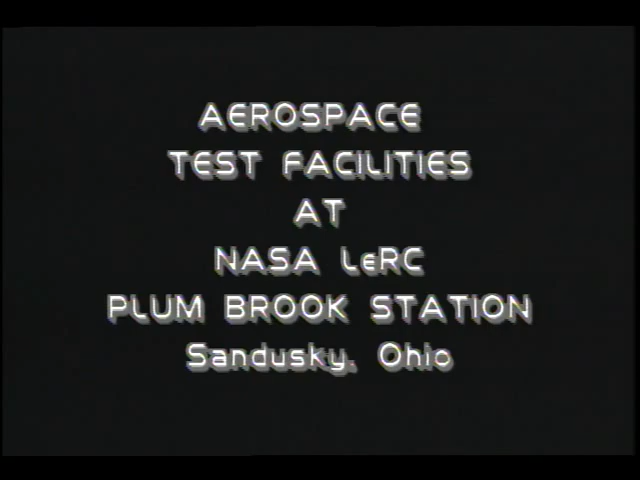 AEROSPACE
TEST FACILITIES
AT
NASA LeRC
PLUM BROOK STATION
Sandusky, Ohio